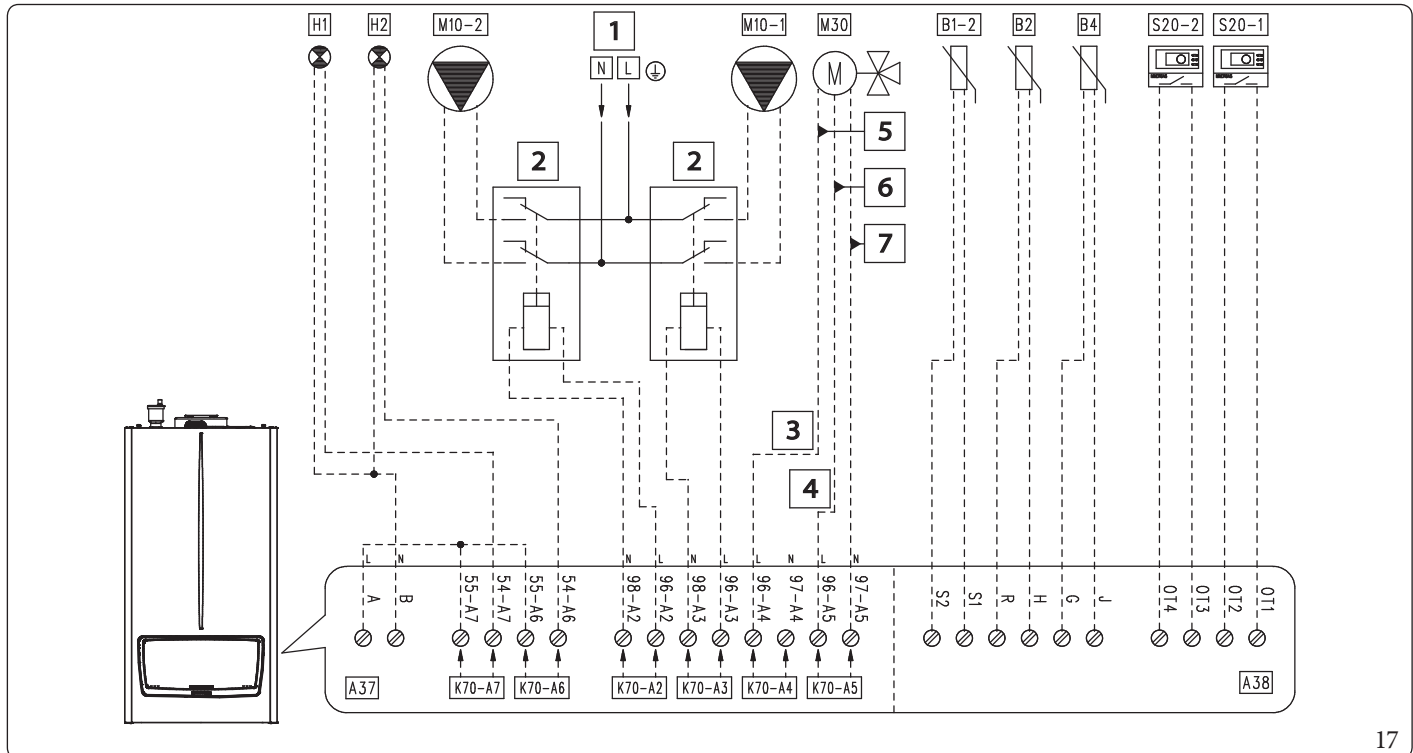 H1 H2 M10-2 1 M10-1 M30 B1-2 B2 B4 S20-2 S20-1
N L
M
5
2 2
6
7
3
4
L N N L N L L N L N
A B 55-A7 54-A7 55-A6 54-A6 98-A2 96-A2 98-A3 96-A3 96-A4 97-A4 96-A5 97-A5 S2 S1 R H G J OT4 OT3 OT2 OT1
A37 K70-A7 K70-A6 K70-A2 K70-A3 K70-A4 K70-A5 A38
17